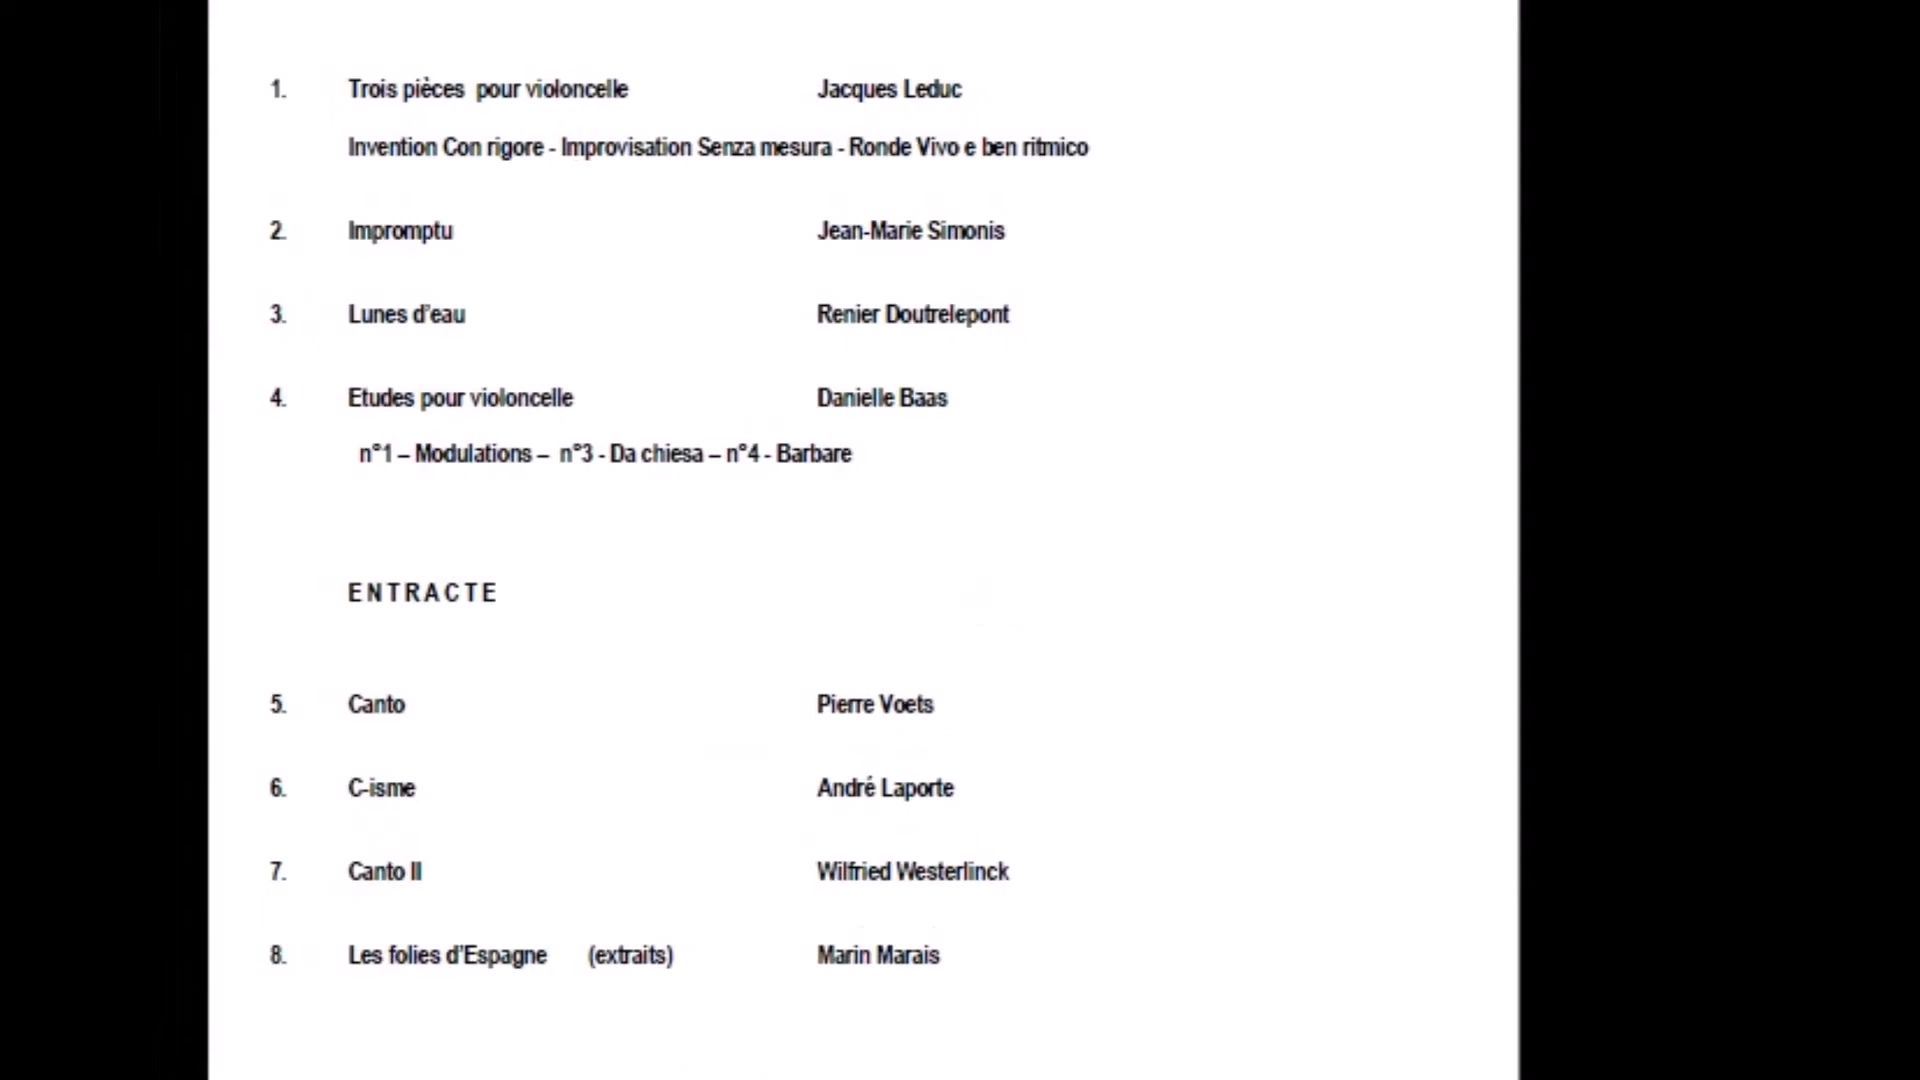 1. Trois pièces pour violoncelle Jacques Leduc
Invention Con rigore - Improvisation Senza mesura - Ronde Vivo e ben ritmico
2. Impromptu Jean-Marie Simonis
3. Lunes d'eau Renier Doutrelepont
4. Etudes pour violoncelle Danielle Baas
n°1 – Modulations – n°3 - Da chiesa – n°4 - Barbare
ENTRACTE
5. Canto Pierre Voets
6. C-isme André Laporte
7. Canto II Wilfried Westerlinck
8. Les folies d'Espagne (extraits) Marin Marais